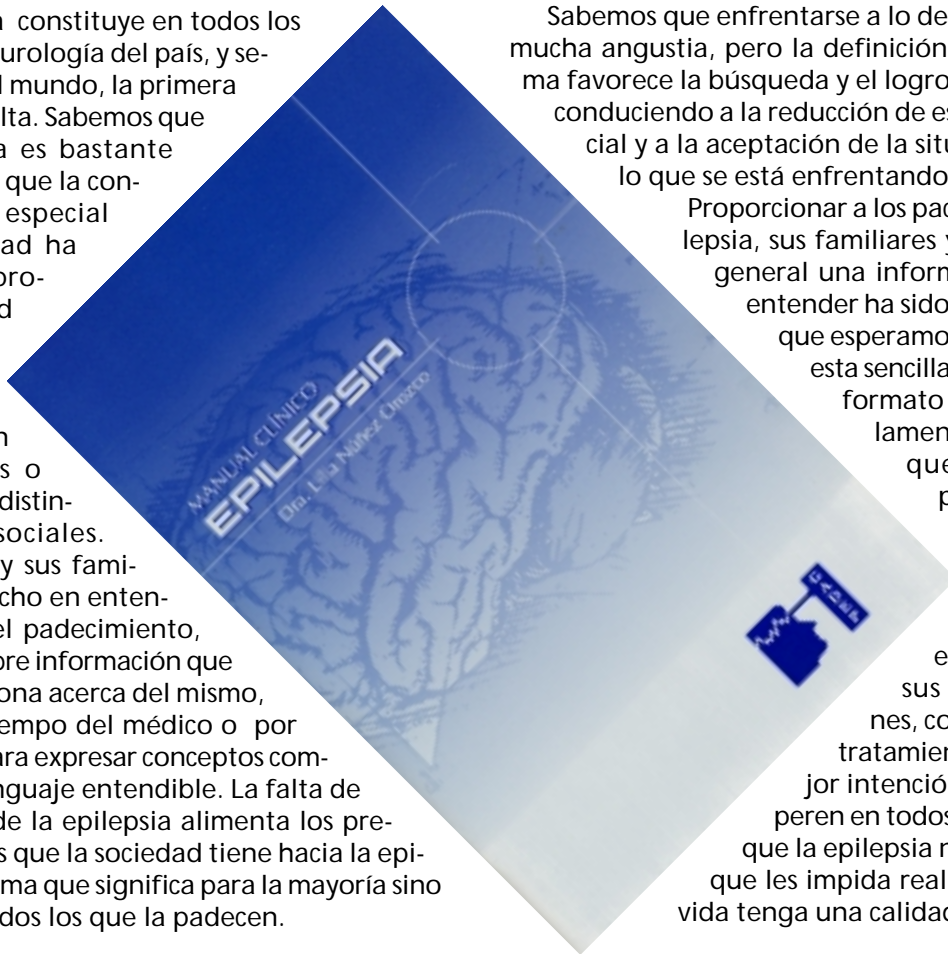 a constituye en todos los
urología del país, y se-
l mundo, la primera
lta. Sabemos que
a es bastante
que la con-
especial
ad ha
pro-
d
n
s o
distin-
sociales.
y sus fami-
cho en enten-
el padecimiento,
bre información que
ona acerca del mismo,
empo del médico o por
ara expresar conceptos com-
nguaje entendible. La falta de
de la epilepsia alimenta los pre-
s que la sociedad tiene hacia la epi-
ma que significa para la mayoría sino
dos los que la padecen.
MANUAL CLÍNICO
EPILEPSIA
Dra. Lilia Núñez Orozco
Sabemos que enfrentarse a lo de
mucha angustia, pero la definición
ma favorece la búsqueda y el logro
conduciendo a la reducción de es
cial y a la aceptación de la situ
lo que se está enfrentando
Proporcionar a los pac
lepsia, sus familiares y
general una inform
entender ha sido
que esperamo
esta sencilla
formato
lamen
que
p
e
sus
nes, co
tratamien
jor intenció
peren en todos
que la epilepsia n
que les impida real
vida tenga una calidad